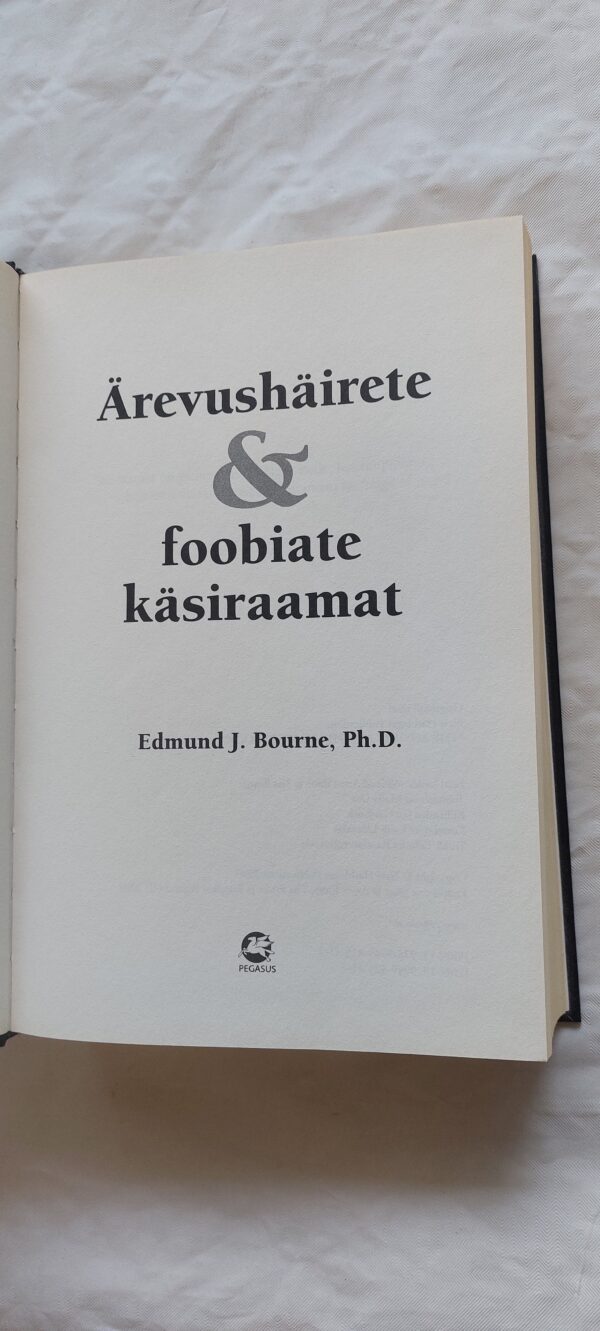 Ärevushäirete
&
foobiate
käsiraamat
Edmund J. Bourne, Ph.D.
PEGASUS